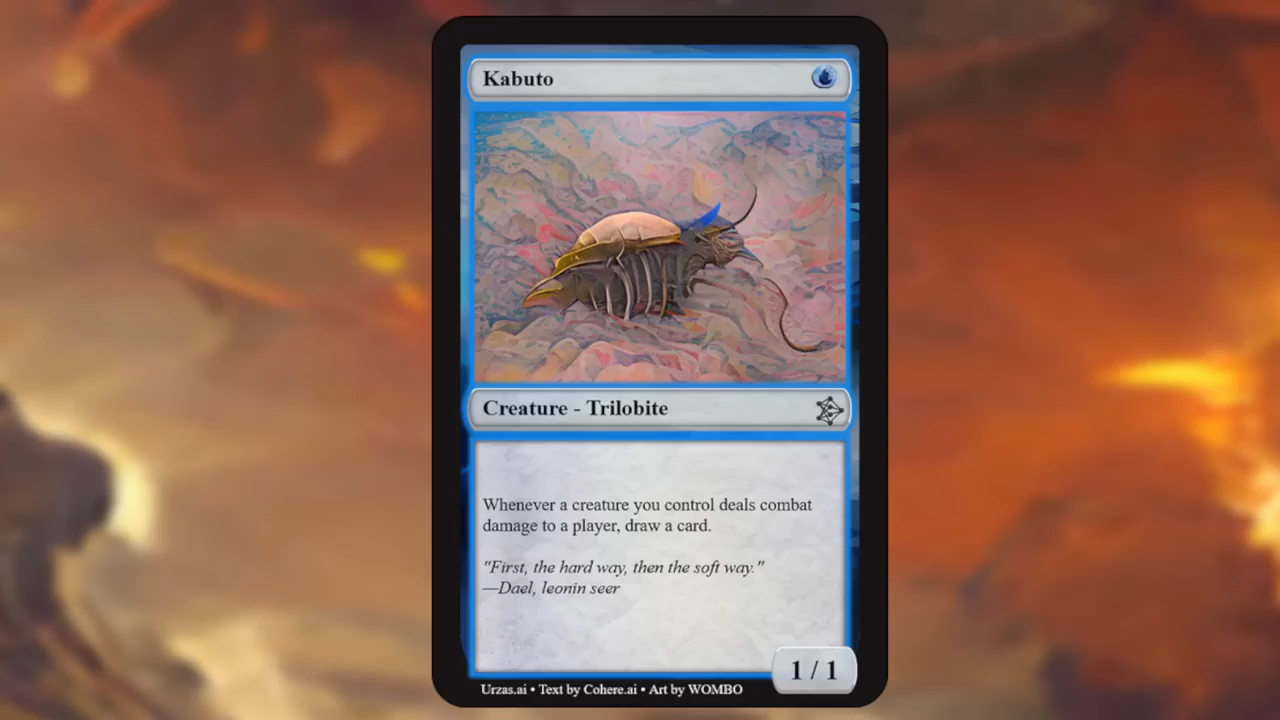 Kabuto
Creature - Trilobite
Whenever a creature you control deals combat
damage to a player, draw a card.
"First, the hard way, then the soft way."
—Dael, leonin seer
1 / 1
Urzas.ai • Text by Cohere.ai • Art by WOMBO